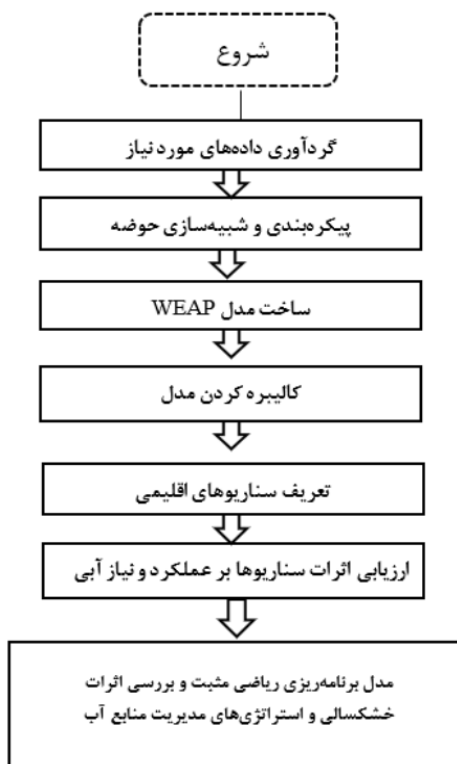 شروع
گردآوری داده‌های مورد نیاز
پیکره‌بندی و شبیه‌سازی حوضه
ساخت مدل WEAP
کالیبره کردن مدل
تعریف سناریوهای اقلیمی
ارزیابی اثرات سناریوها بر عملکرد و نیاز آبی
مدل برنامه‌ریزی ریاضی مثبت و بررسی اثرات
خشکسالی و استراتژی‌های مدیریت منابع آب